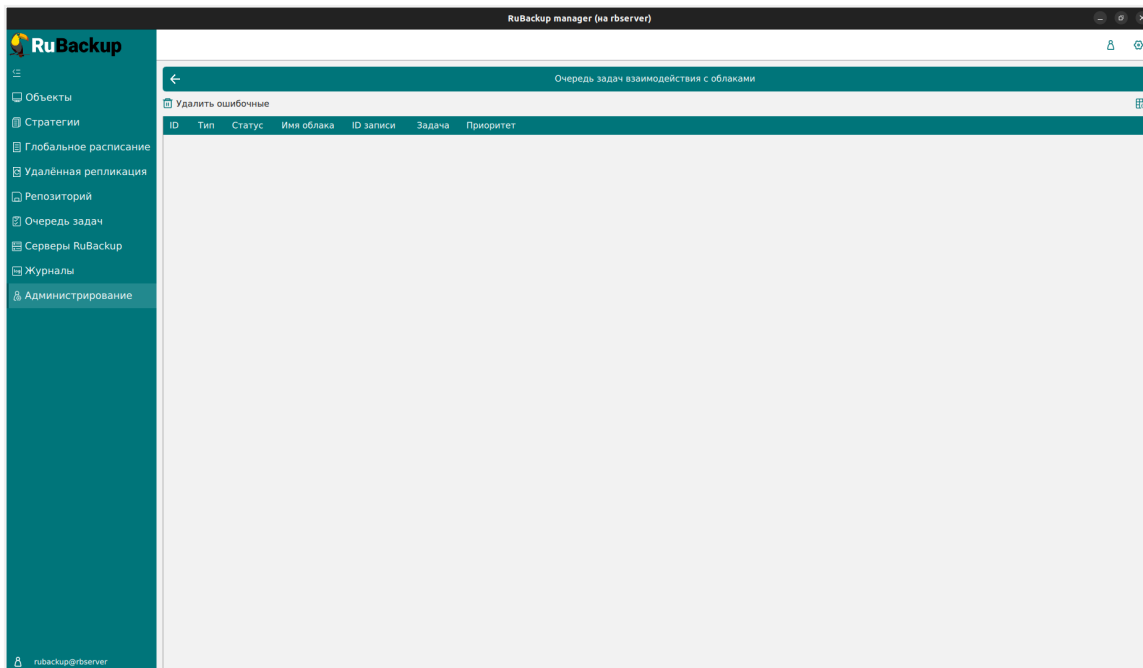 RuBackup manager (на rbserver)
RuBackup
Объекты
Стратегии
Глобальное расписание
Удалённая репликация
Репозиторий
Очередь задач
Серверы RuBackup
Журналы
Администрирование
rubackup@rbserver
Очередь задач взаимодействия с облаками
Удалить ошибочные
ID Тип Статус Имя облака ID записи Задача Приоритет